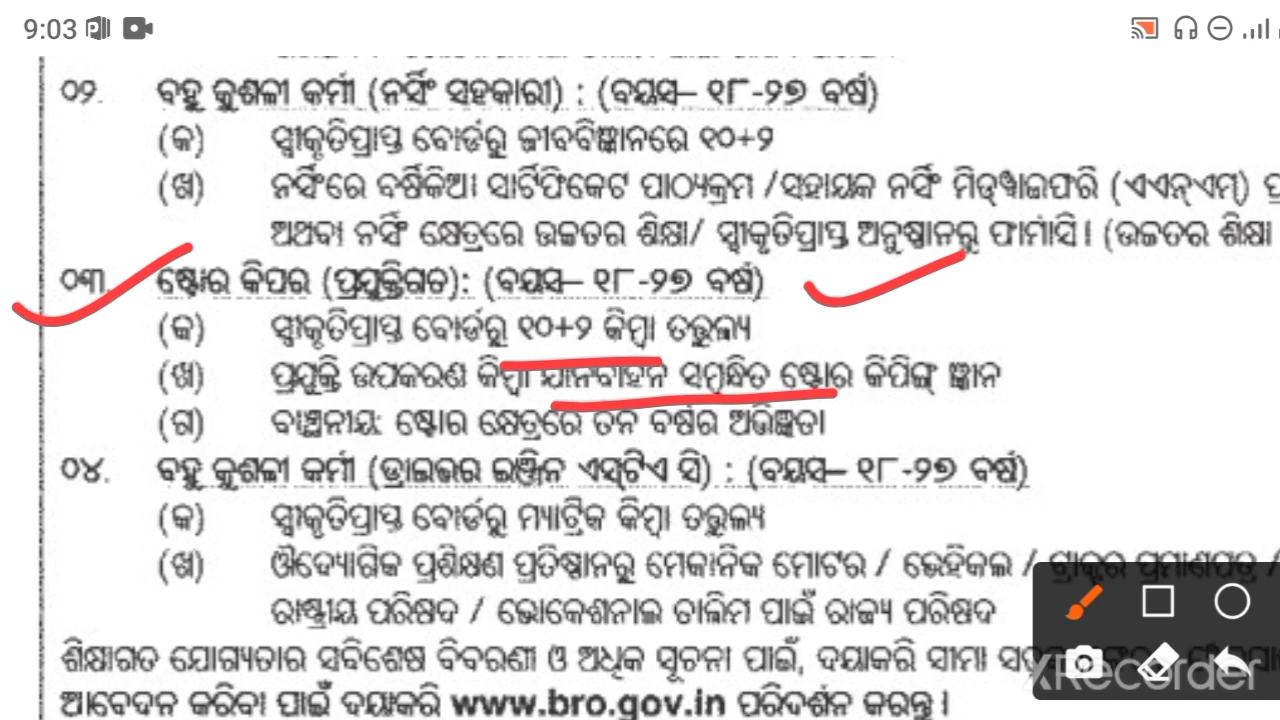 9:03
୦୨. ବହୁ କୁଶଳୀ କର୍ମୀ (ନର୍ସିଂ ସହକାରୀ) : (ବୟସ– ୧୮-୨୭ ବର୍ଷ)
(କ) ସ୍ୱୀକୃତିପ୍ରାପ୍ତ ବୋର୍ଡରୁ ଜୀବବିଜ୍ଞାନରେ ୧୦+୨
(ଖ) ନର୍ସିଂରେ ବର୍ଷିକିଆ ସାର୍ଟିଫିକେଟ ପାଠ୍ୟକ୍ରମ /ସହାୟକ ନର୍ସିଂ ମିଡ୍‌ୱାଇଫରି (ଏଏନ୍‌ଏମ୍)
ଅଥବା ନର୍ସିଂ କ୍ଷେତ୍ରରେ ଉଚ୍ଚତର ଶିକ୍ଷା/ ସ୍ୱୀକୃତିପ୍ରାପ୍ତ ଅନୁଷ୍ଠାନରୁ ଫାର୍ମାସି। (ଉଚ୍ଚତର ଶିକ୍ଷା
୦୩. ଷ୍ଟୋର କିପର (ପ୍ରଯୁକ୍ତିଗତ): (ବୟସ– ୧୮-୨୭ ବର୍ଷ)
(କ) ସ୍ୱୀକୃତିପ୍ରାପ୍ତ ବୋର୍ଡରୁ ୧୦+୨ କିମ୍ବା ତତ୍ତୁଲ୍ୟ
(ଖ) ପ୍ରଯୁକ୍ତି ଉପକରଣ କିମ୍ବା ଯାନବାହନ ସମ୍ବନ୍ଧିତ ଷ୍ଟୋର କିପିଙ୍ଗ୍ ଜ୍ଞାନ
(ଗ) ବାଞ୍ଛନୀୟ: ଷ୍ଟୋର କ୍ଷେତ୍ରରେ ତିନି ବର୍ଷର ଅଭିଜ୍ଞତା
୦୪. ବହୁ କୁଶଳୀ କର୍ମୀ (ଡ୍ରାଇଭର ଇଞ୍ଜିନ ଏସ୍‌ଟିଏ ସି) : (ବୟସ– ୧୮-୨୭ ବର୍ଷ)
(କ) ସ୍ୱୀକୃତିପ୍ରାପ୍ତ ବୋର୍ଡରୁ ମ୍ୟାଟ୍ରିକ କିମ୍ବା ତତ୍ତୁଲ୍ୟ
(ଖ) ଔଦ୍ୟୋଗିକ ପ୍ରଶିକ୍ଷଣ ପ୍ରତିଷ୍ଠାନରୁ ମେକାନିକ ମୋଟର / ଭେହିକଲ / ଟ୍ରାକ୍ଟର ପ୍ରମାଣପତ୍ର /
ରାଷ୍ଟ୍ରୀୟ ପରିଷଦ / ଭୋକେଶନାଲ ତାଲିମ ପାଇଁ ରାଜ୍ୟ ପରିଷଦ
ଶିକ୍ଷାଗତ ଯୋଗ୍ୟତାର ସବିଶେଷ ବିବରଣୀ ଓ ଅଧିକ ସୂଚନା ପାଇଁ, ଦୟାକରି ସୀମା
ଆବେଦନ କରିବା ପାଇଁ ଦୟାକରି www.bro.gov.in ପରିଦର୍ଶନ କରନ୍ତୁ।
XRecorder